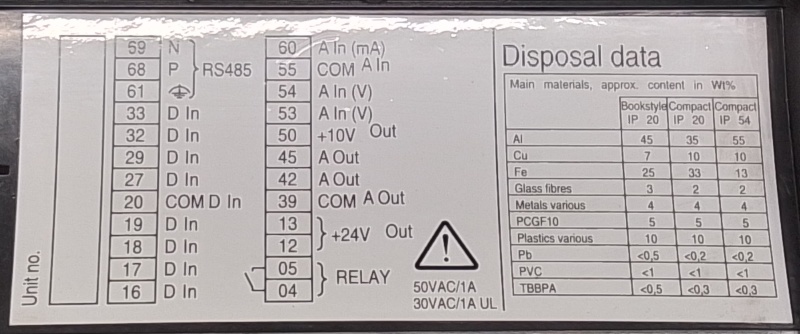 Unit no.
69 N
68 P RS485
61
33 D In
32 D In
29 D In
27 D In
20 COM D In
19 D In
18 D In
17 D In
16 D In
60 A In (mA)
55 COM A In
54 A In (V)
53 A In (V)
50 +10V Out
45 A Out
42 A Out
39 COM A Out
13
12 +24V Out
05
04 RELAY
50VAC/1A
30VAC/1A UL
Disposal data
Main materials, approx. content in Wt%
Bookstyle Compact Compact
IP 20 IP 20 IP 54
Al 45 35 55
Cu 7 10 10
Fe 25 33 13
Glass fibres 3 2 2
Metals various 4 4 4
PCGF10 5 5 5
Plastics various 10 10 10
Pb <0,5 <0,2 <0,2
PVC <1 <1 <1
TBBPA <0,5 <0,3 <0,3